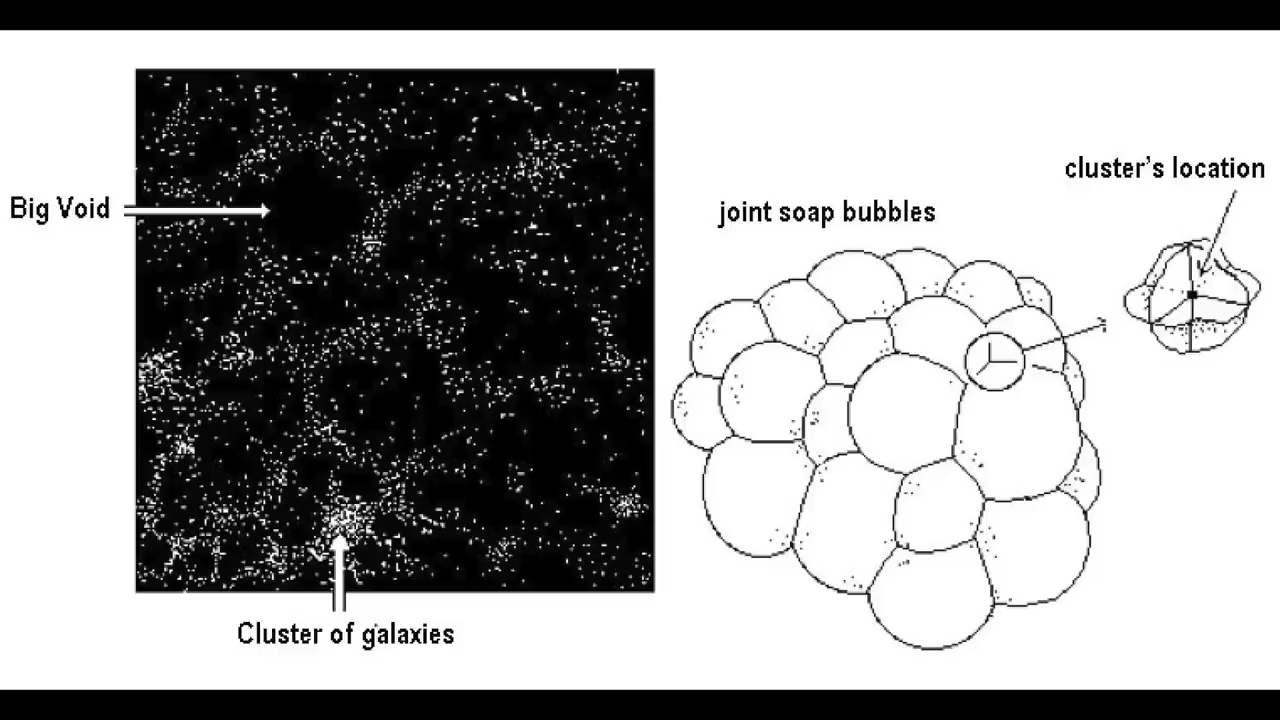 cluster's location
Big Void
joint soap bubbles
Cluster of galaxies